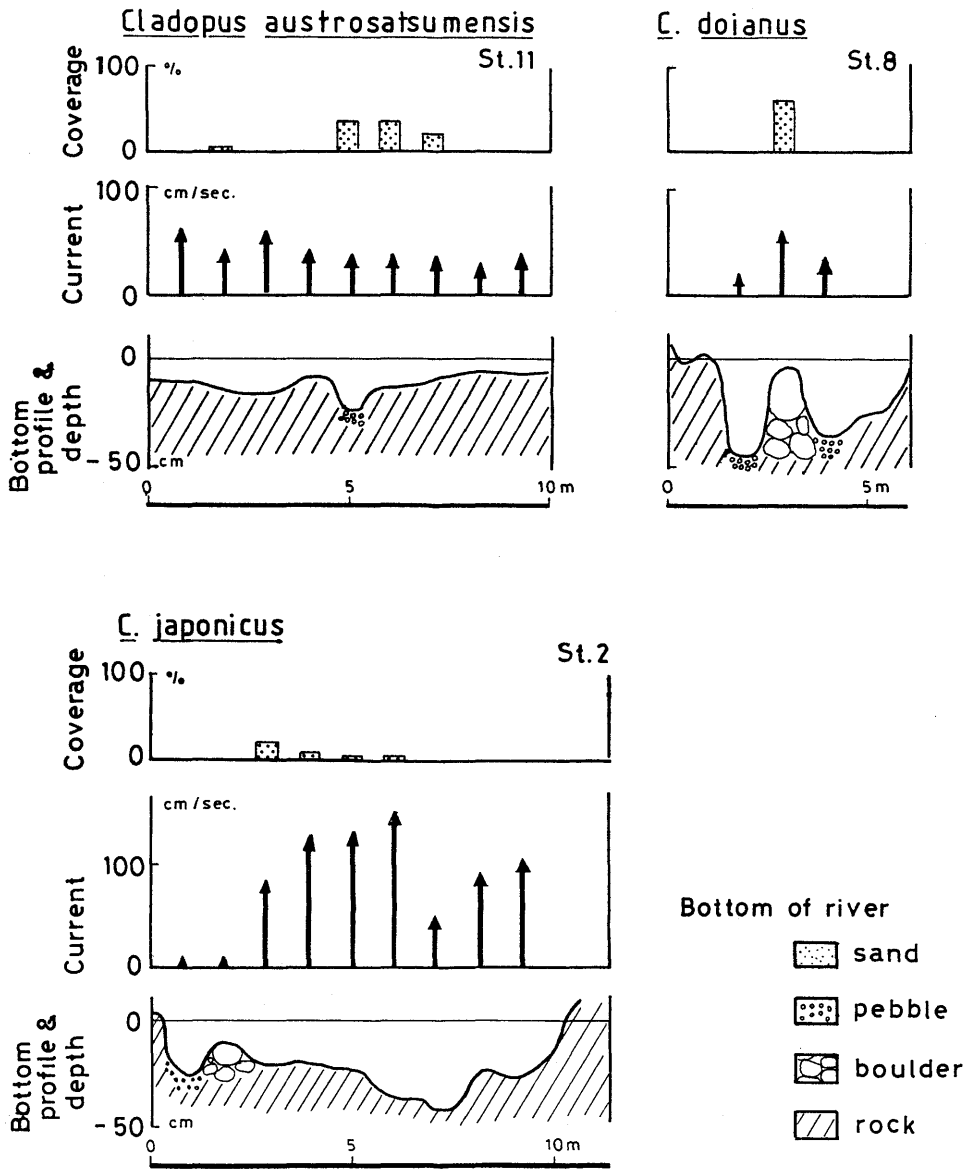 Cladopus austrosatsumensis
St.11
Coverage
100 %
0
Current
100 cm/sec.
0
Bottom
profile &
depth
0
-50 cm
0 5 10 m
C. doianus
St.8
0 5 m
C. japonicus
St.2
Coverage
100 %
0
Current
cm/sec.
100
0
Bottom
profile &
depth
0
-50 cm
0 5 10 m
Bottom of river
sand
pebble
boulder
rock